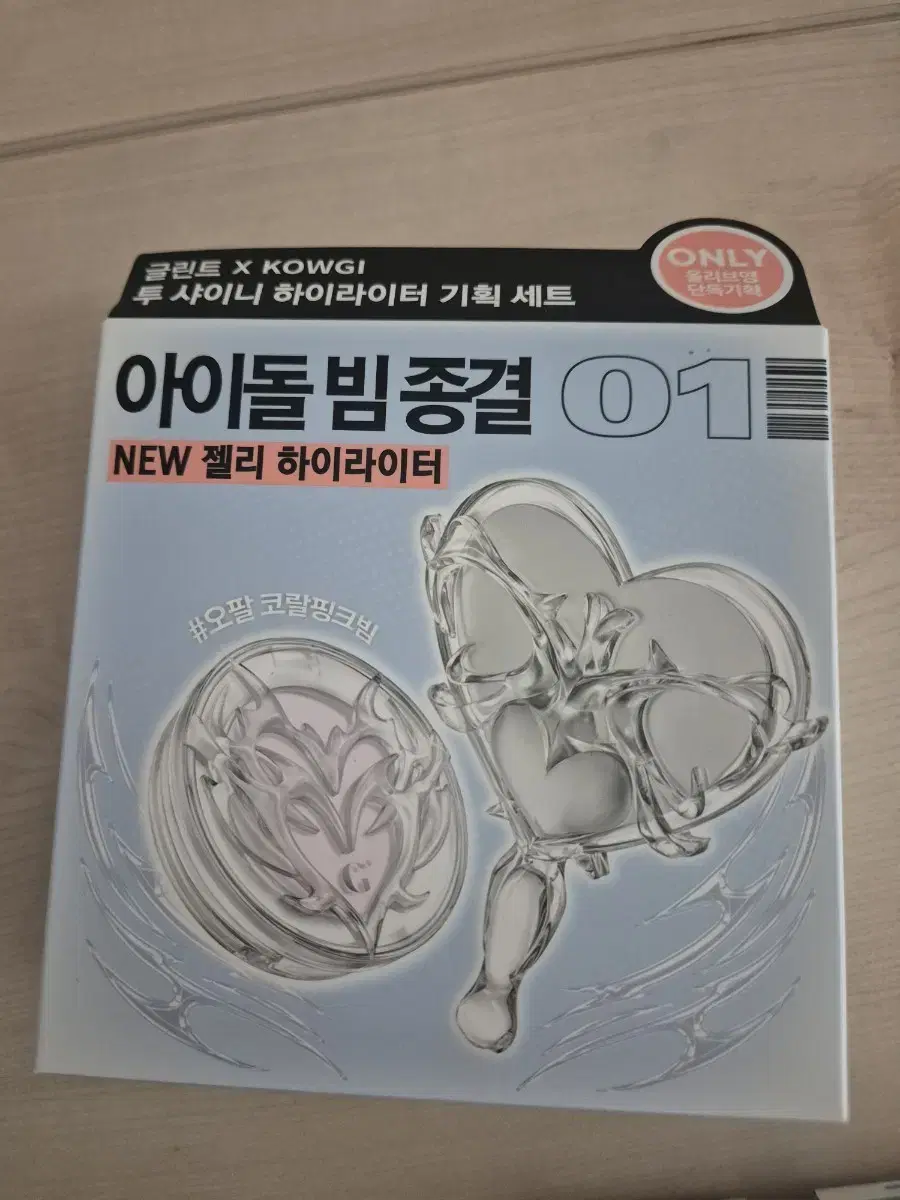 글린트 X KOWGI
투 샤이니 하이라이터 기획 세트
ONLY
올리브영
단독기획
아이돌 빔 종결 01
NEW 젤리 하이라이터
#오팔 코랄핑크빔
G